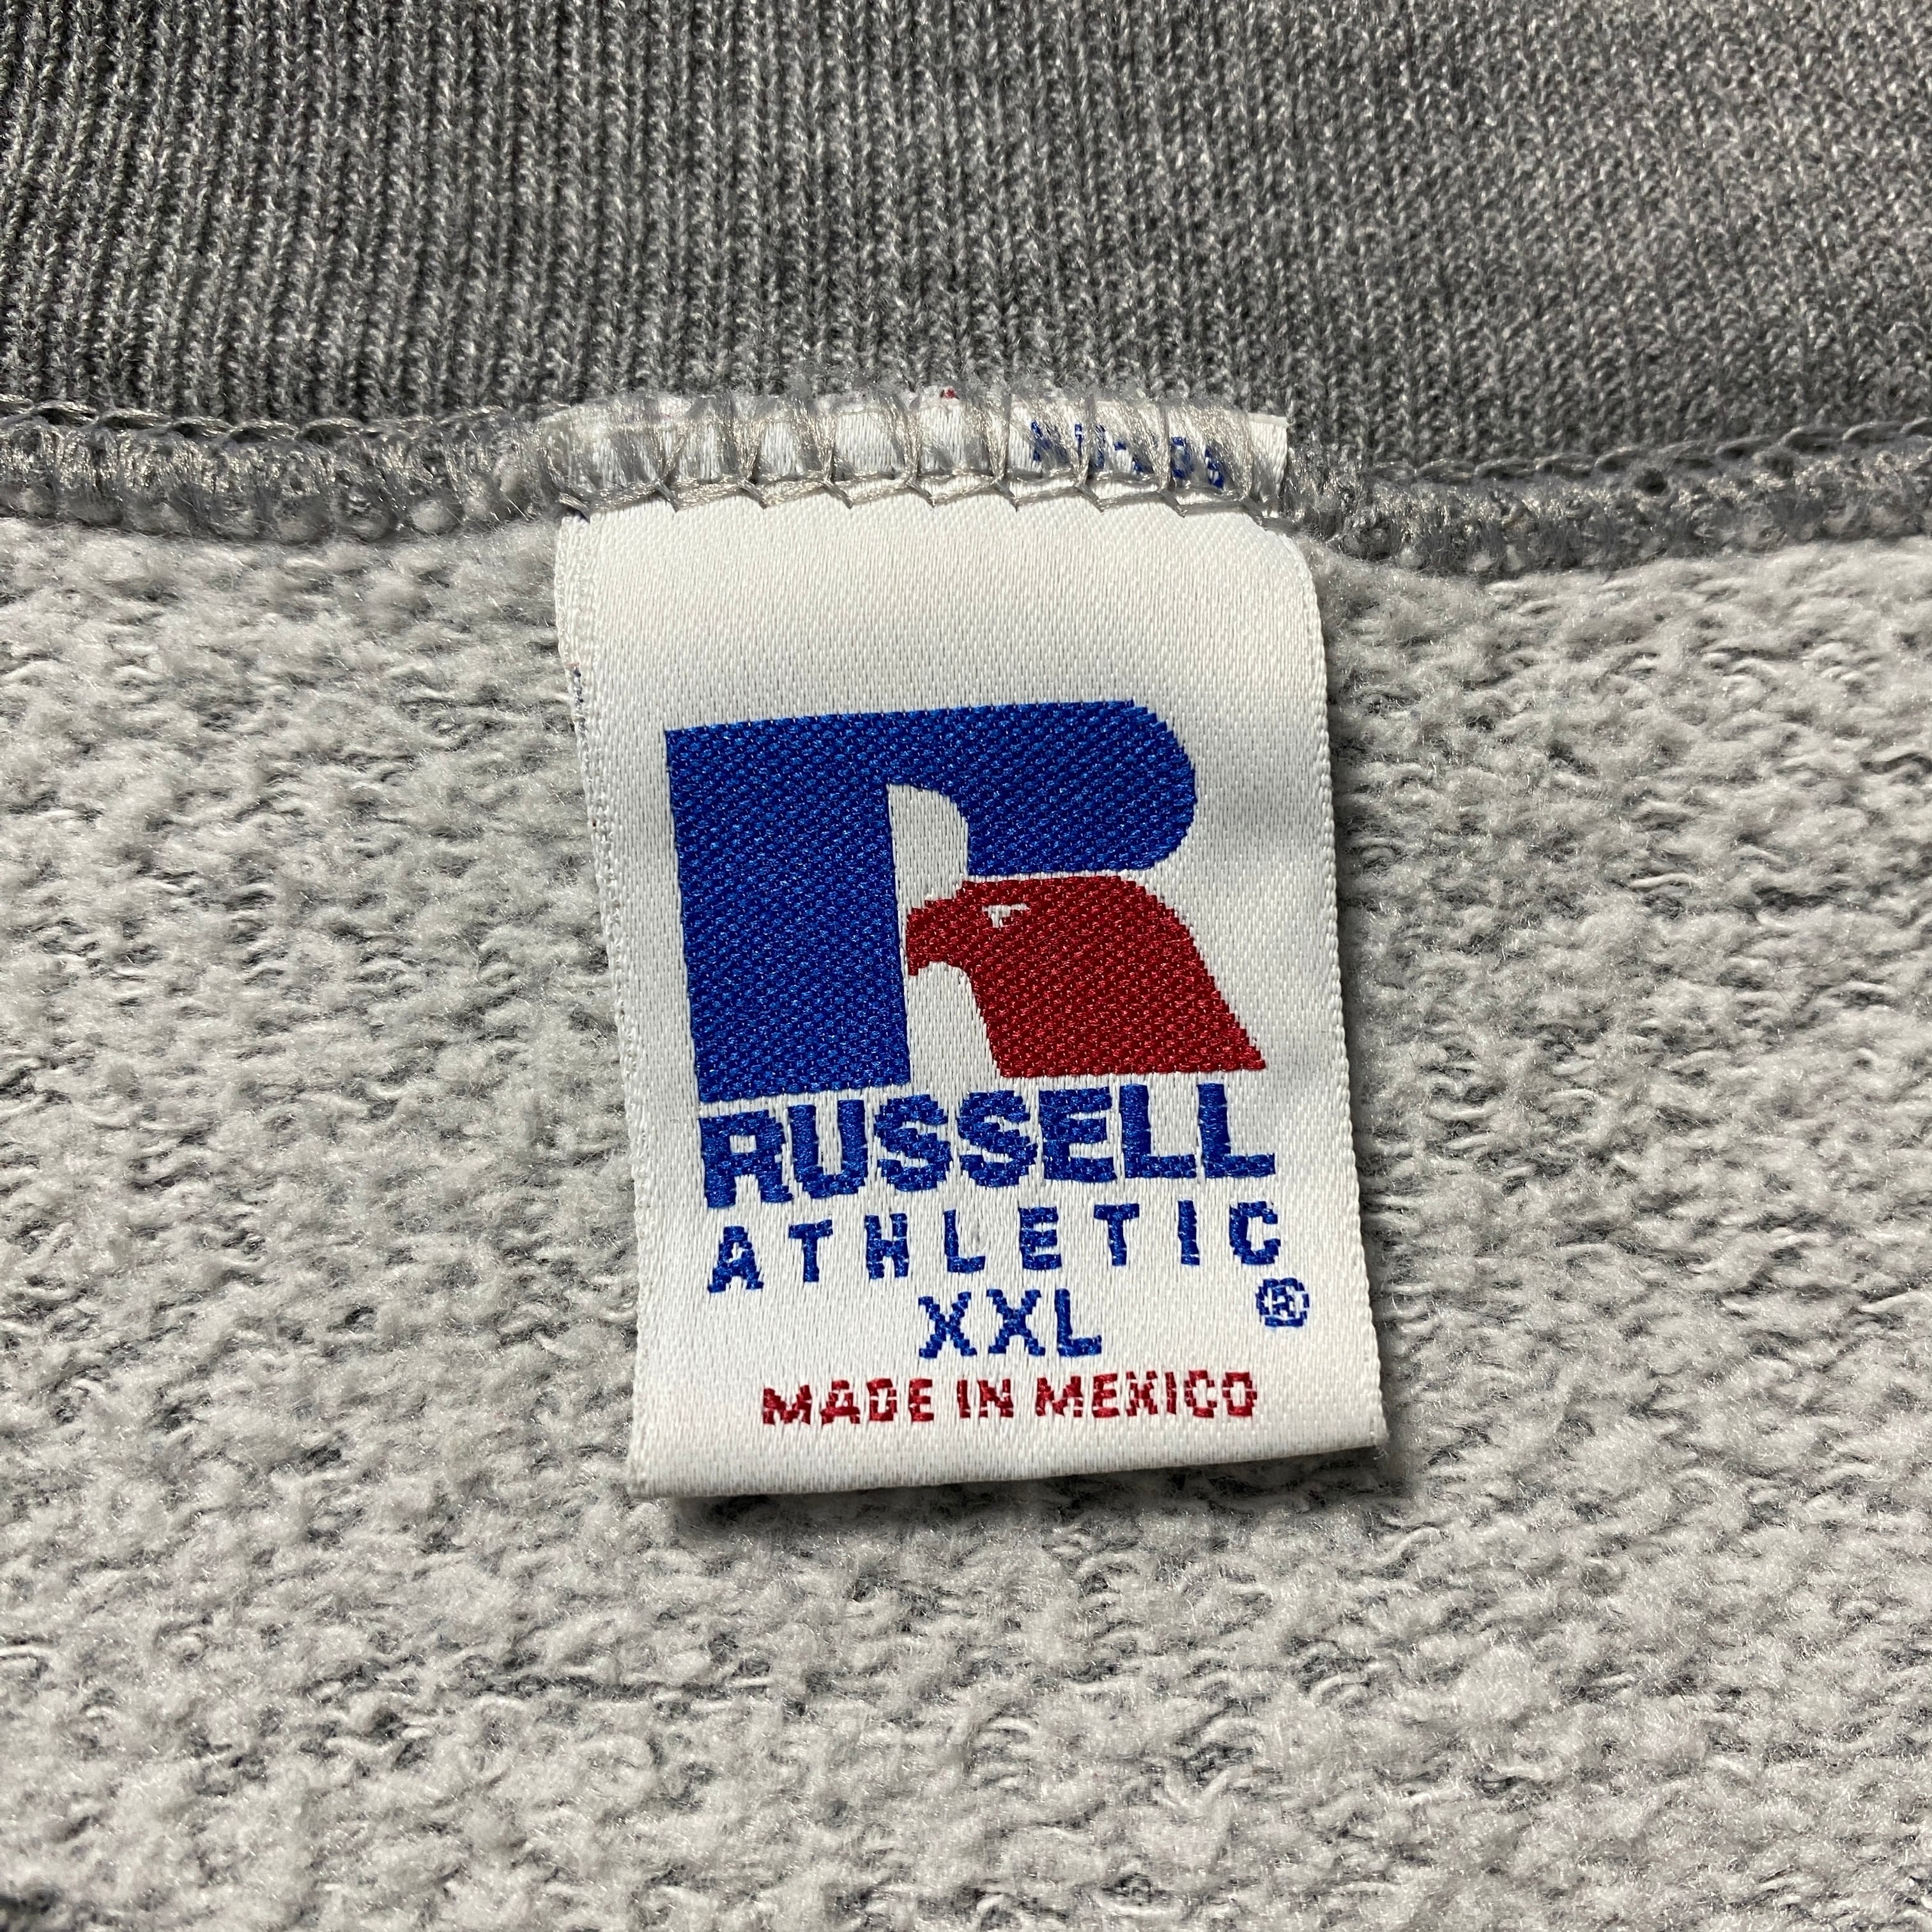 RUSSELL
ATHLETIC
XXL ®
MADE IN MEXICO